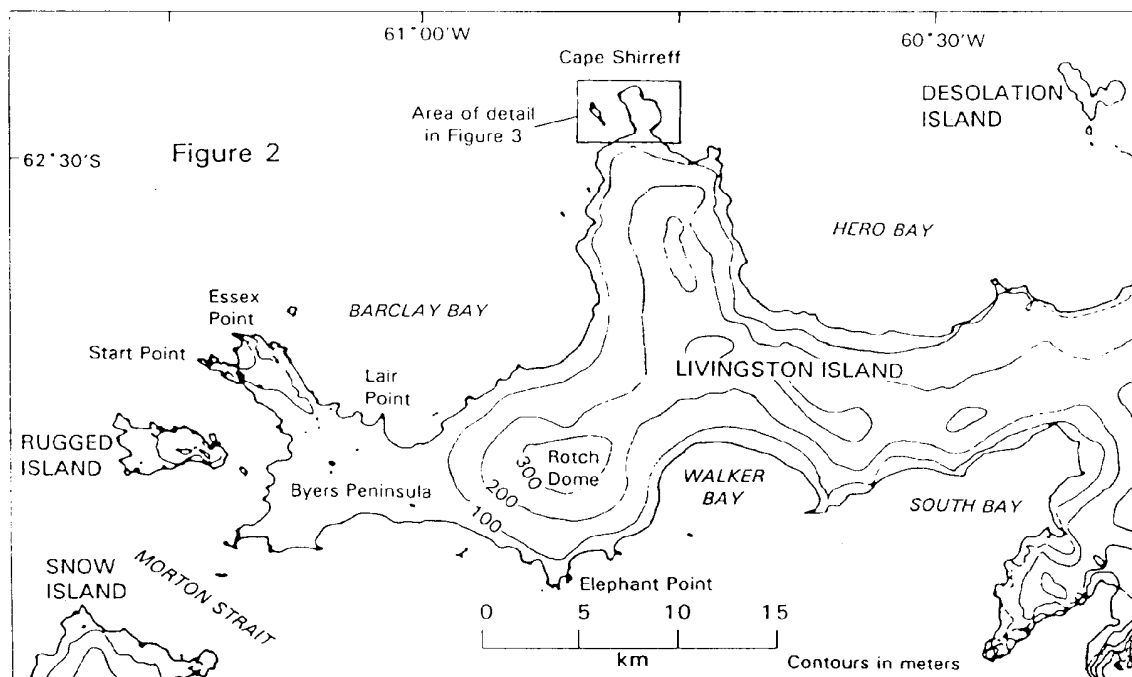 61°00'W
60°30'W
Cape Shirreff
Area of detail
in Figure 3
DESOLATION
ISLAND
62°30'S
Figure 2
HERO BAY
Essex
Point
BARCLAY BAY
Start Point
Lair
Point
LIVINGSTON ISLAND
RUGGED
ISLAND
Rotch
Dome
300
200
100
Byers Peninsula
WALKER
BAY
SOUTH BAY
SNOW
ISLAND
MORTON STRAIT
Elephant Point
0 5 10 15
km
Contours in meters